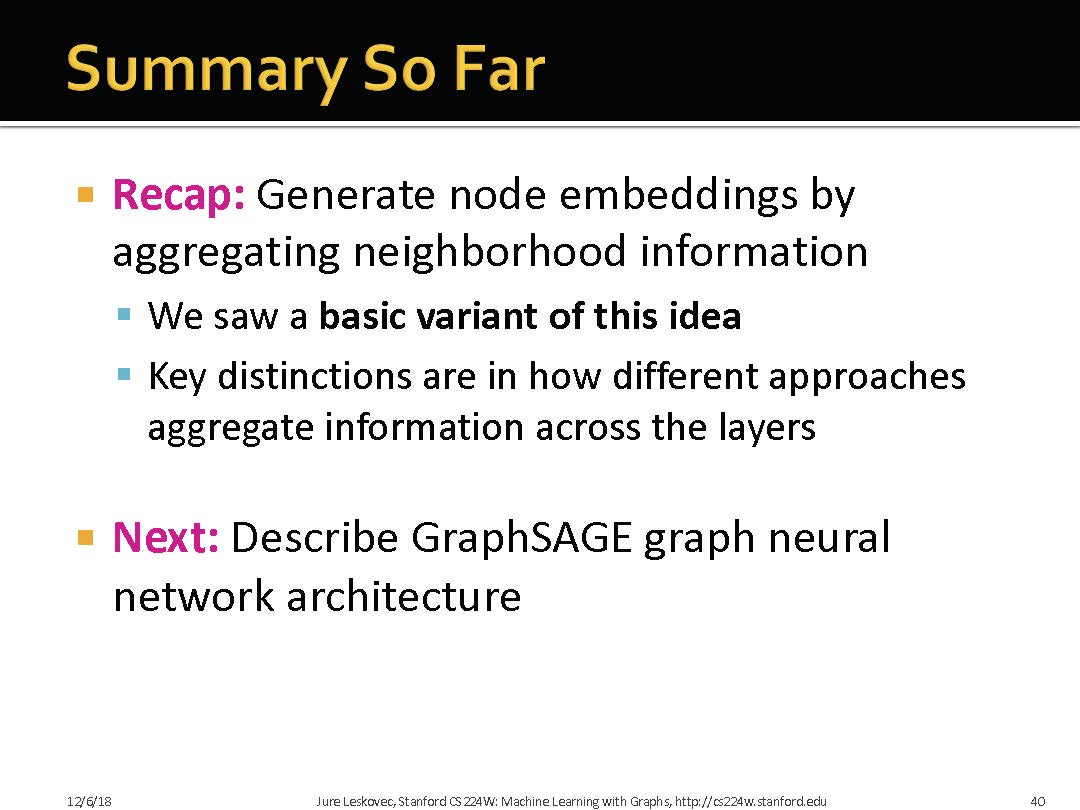 Summary So Far
Recap: Generate node embeddings by
aggregating neighborhood information
We saw a basic variant of this idea
Key distinctions are in how different approaches
aggregate information across the layers
Next: Describe GraphSAGE graph neural
network architecture
12/6/18
Jure Leskovec, Stanford CS224W: Machine Learning with Graphs, http://cs224w.stanford.edu
40